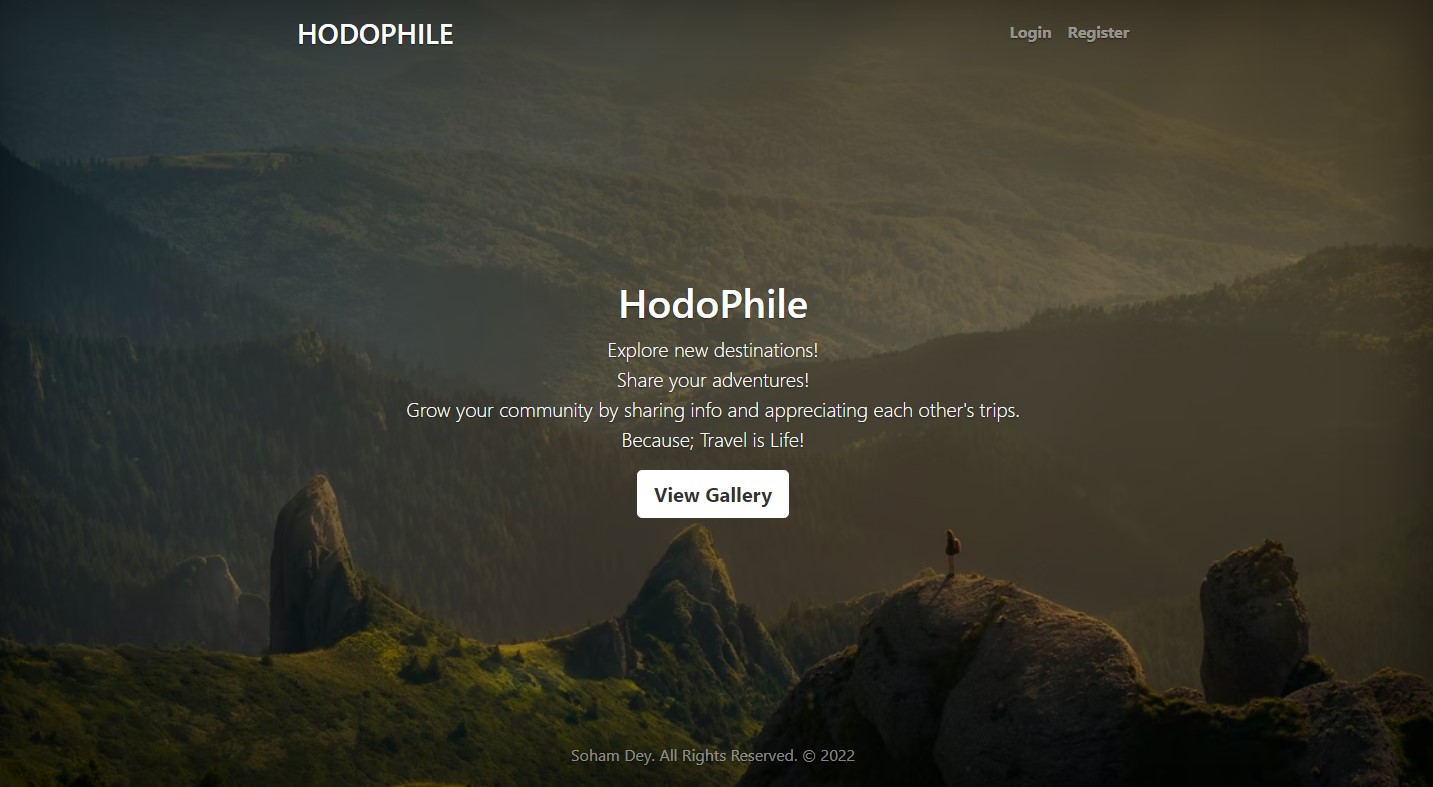 HODOPHILE
Login Register
HodoPhile
Explore new destinations!
Share your adventures!
Grow your community by sharing info and appreciating each other's trips.
Because; Travel is Life!
View Gallery
Soham Dey. All Rights Reserved. © 2022